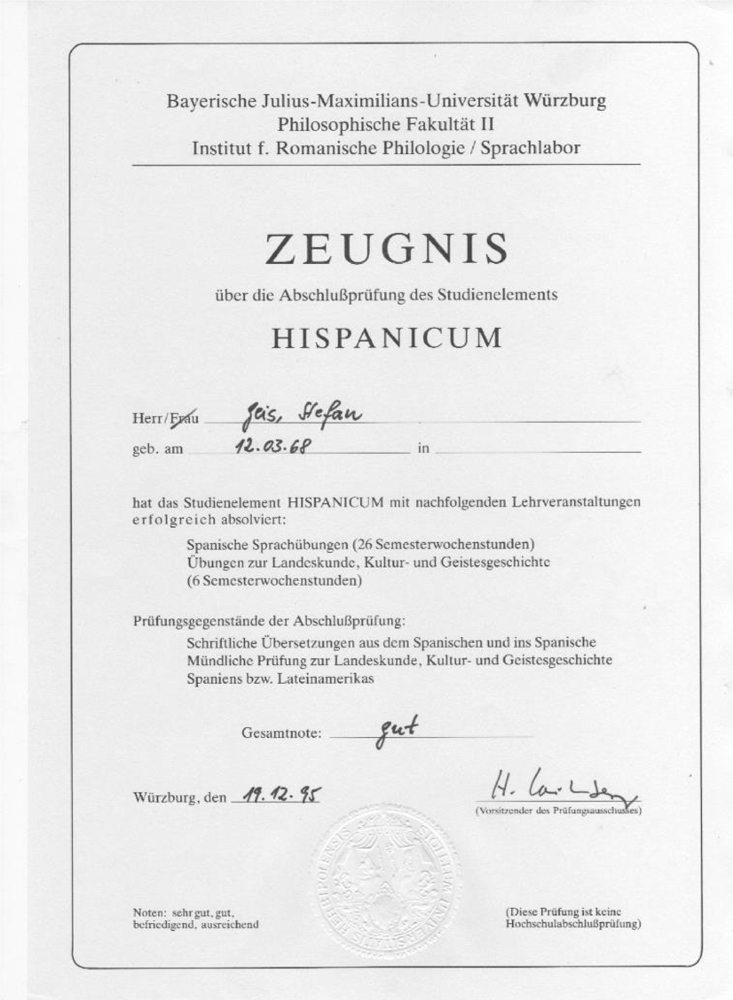 Bayerische Julius-Maximilians-Universität Würzburg
Philosophische Fakultät II
Institut f. Romanische Philologie / Sprachlabor
ZEUGNIS
über die Abschlußprüfung des Studienelements
HISPANICUM
Herr/Frau Geis, Stefan
geb. am 12.03.68 in
hat das Studienelement HISPANICUM mit nachfolgenden Lehrveranstaltungen
erfolgreich absolviert:
Spanische Sprachübungen (26 Semesterwochenstunden)
Übungen zur Landeskunde, Kultur- und Geistesgeschichte
(6 Semesterwochenstunden)
Prüfungsgegenstände der Abschlußprüfung:
Schriftliche Übersetzungen aus dem Spanischen und ins Spanische
Mündliche Prüfung zur Landeskunde, Kultur- und Geistesgeschichte
Spaniens bzw. Lateinamerikas
Gesamtnote: gut
Würzburg, den 19.12.95
H.
(Vorsitzender des Prüfungsausschusses)
SIGILLUM UNIVERSITATIS HERBIPOLENSIS
Noten: sehr gut, gut,
befriedigend, ausreichend
(Diese Prüfung ist keine
Hochschulabschlußprüfung)